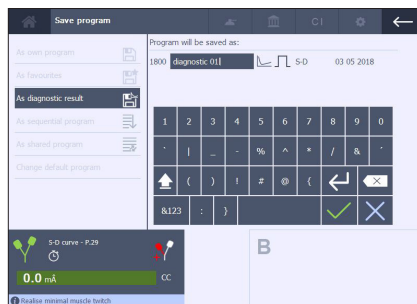 Save program
CI
As own program
As favourites
As diagnostic result
As sequential program
As shared program
Change default program
Program will be saved as:
1800 diagnostic 01 S-D 03 05 2018
1 2 3 4 5 6 7 8 9 0
` | _ - % ^ * / & '
( ) ! # @ {
&123 : }
S-D curve - P.29
0.0 mA
CC
Realise minimal muscle twitch
B